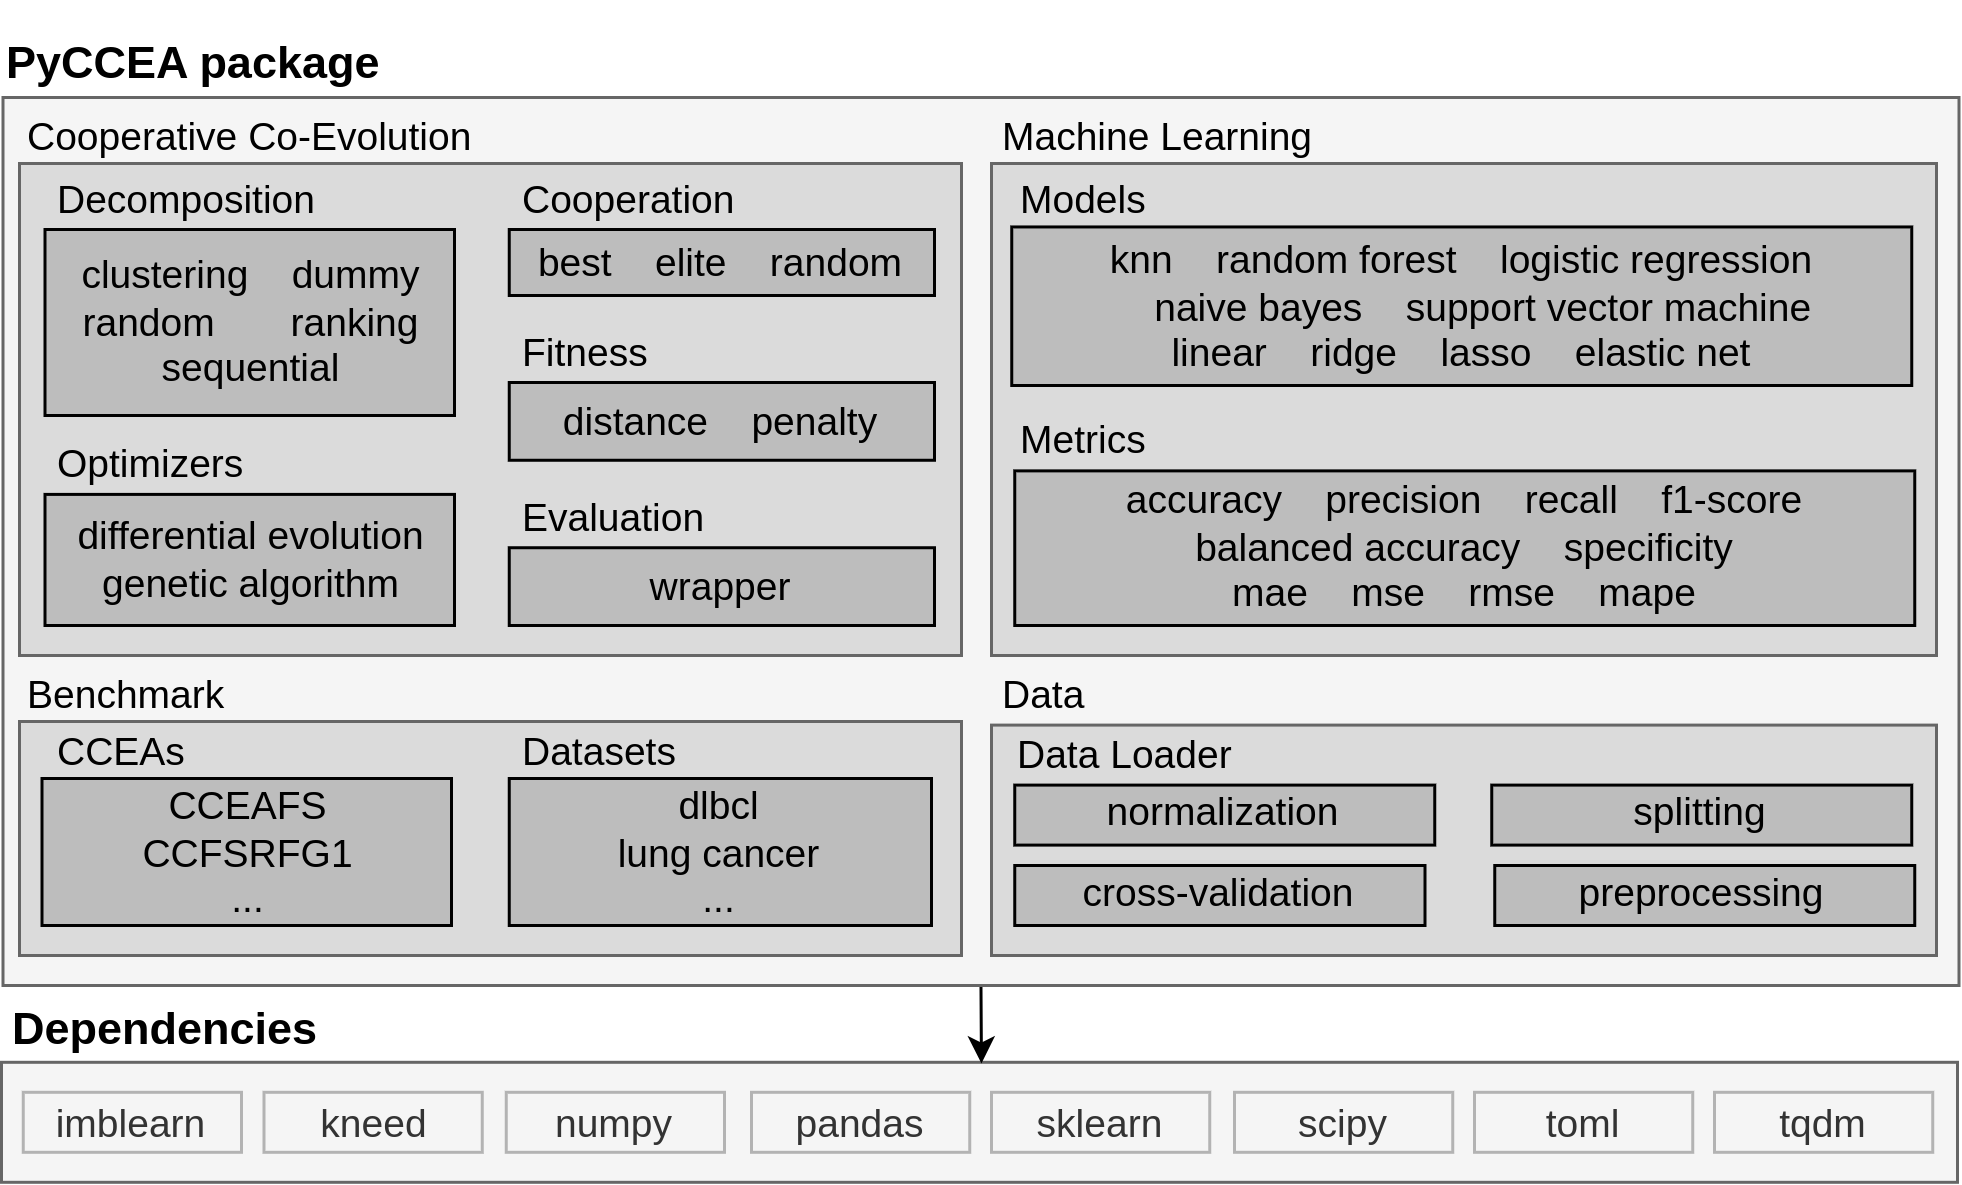 PyCCEA package
Cooperative Co-Evolution
Decomposition
clustering dummy
random ranking
sequential
Optimizers
differential evolution
genetic algorithm
Cooperation
best elite random
Fitness
distance penalty
Evaluation
wrapper
Machine Learning
Models
knn random forest logistic regression
naive bayes support vector machine
linear ridge lasso elastic net
Metrics
accuracy precision recall f1-score
balanced accuracy specificity
mae mse rmse mape
Benchmark
CCEAs
CCEAFS
CCFSRFG1
...
Datasets
dlbcl
lung cancer
...
Data
Data Loader
normalization splitting
cross-validation preprocessing
Dependencies
imblearn kneed numpy pandas sklearn scipy toml tqdm